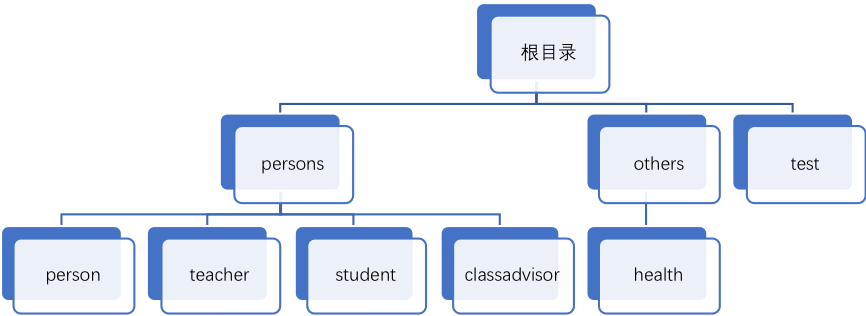 根目录
persons
others
test
person
teacher
student
classadvisor
health